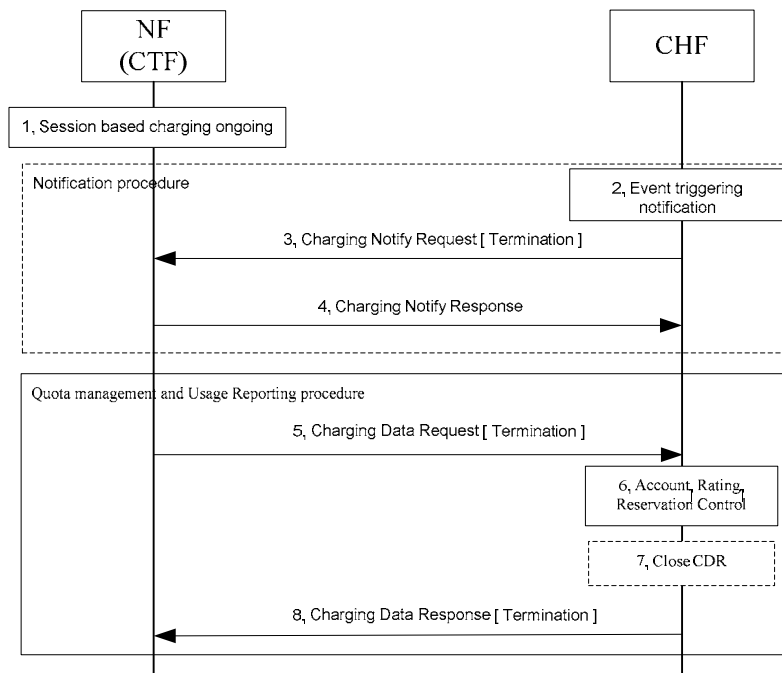 NF
(CTF)
CHF
1, Session based charging ongoing
Notification procedure
2, Event triggering
notification
3, Charging Notify Request [ Termination ]
4, Charging Notify Response
Quota management and Usage Reporting procedure
5, Charging Data Request [ Termination ]
6, Account, Rating,
Reservation Control
7, Close CDR
8, Charging Data Response [ Termination ]